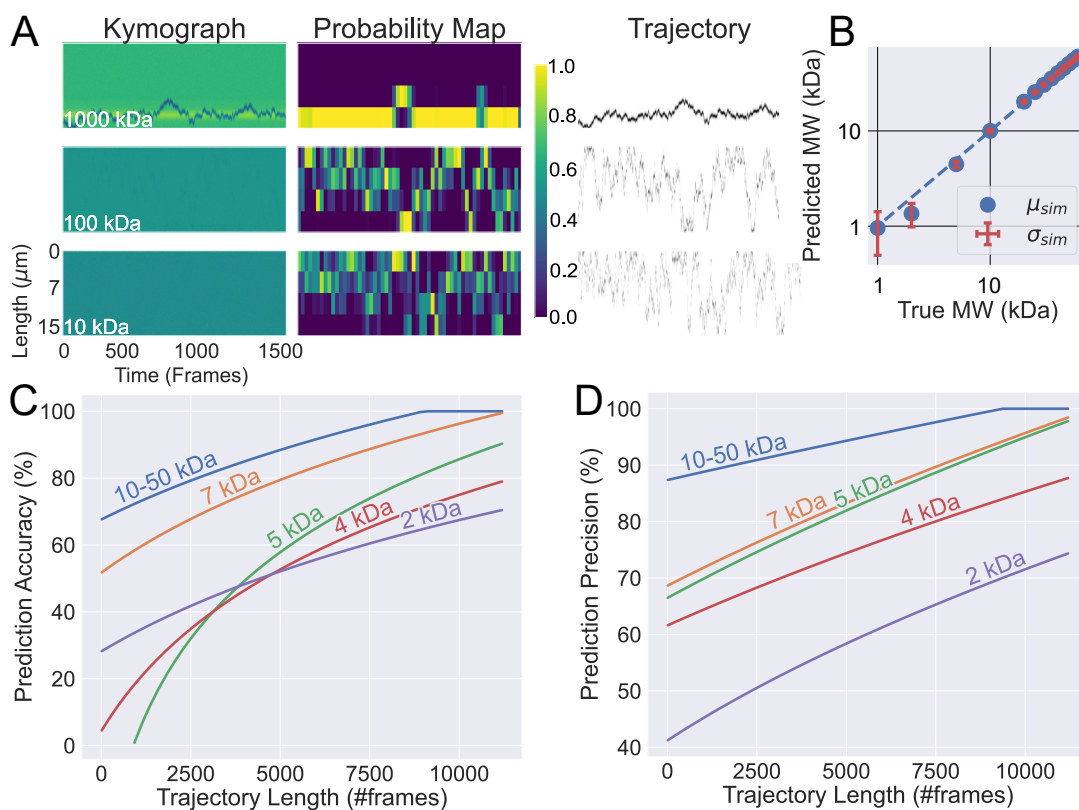 A
Kymograph
Probability Map
Trajectory
1000 kDa
100 kDa
10 kDa
Length (μm)
0
7
15
0
500
1000
1500
Time (Frames)
1.0
0.8
0.6
0.4
0.2
0.0
B
Predicted MW (kDa)
10
1
1
10
True MW (kDa)
μsim
σsim
C
Prediction Accuracy (%)
100
80
60
40
20
0
10-50 kDa
7 kDa
5 kDa
4 kDa
2 kDa
0
2500
5000
7500
10000
Trajectory Length (#frames)
D
Prediction Precision (%)
100
90
80
70
60
50
40
10-50 kDa
7 kDa
5 kDa
4 kDa
2 kDa
0
2500
5000
7500
10000
Trajectory Length (#frames)